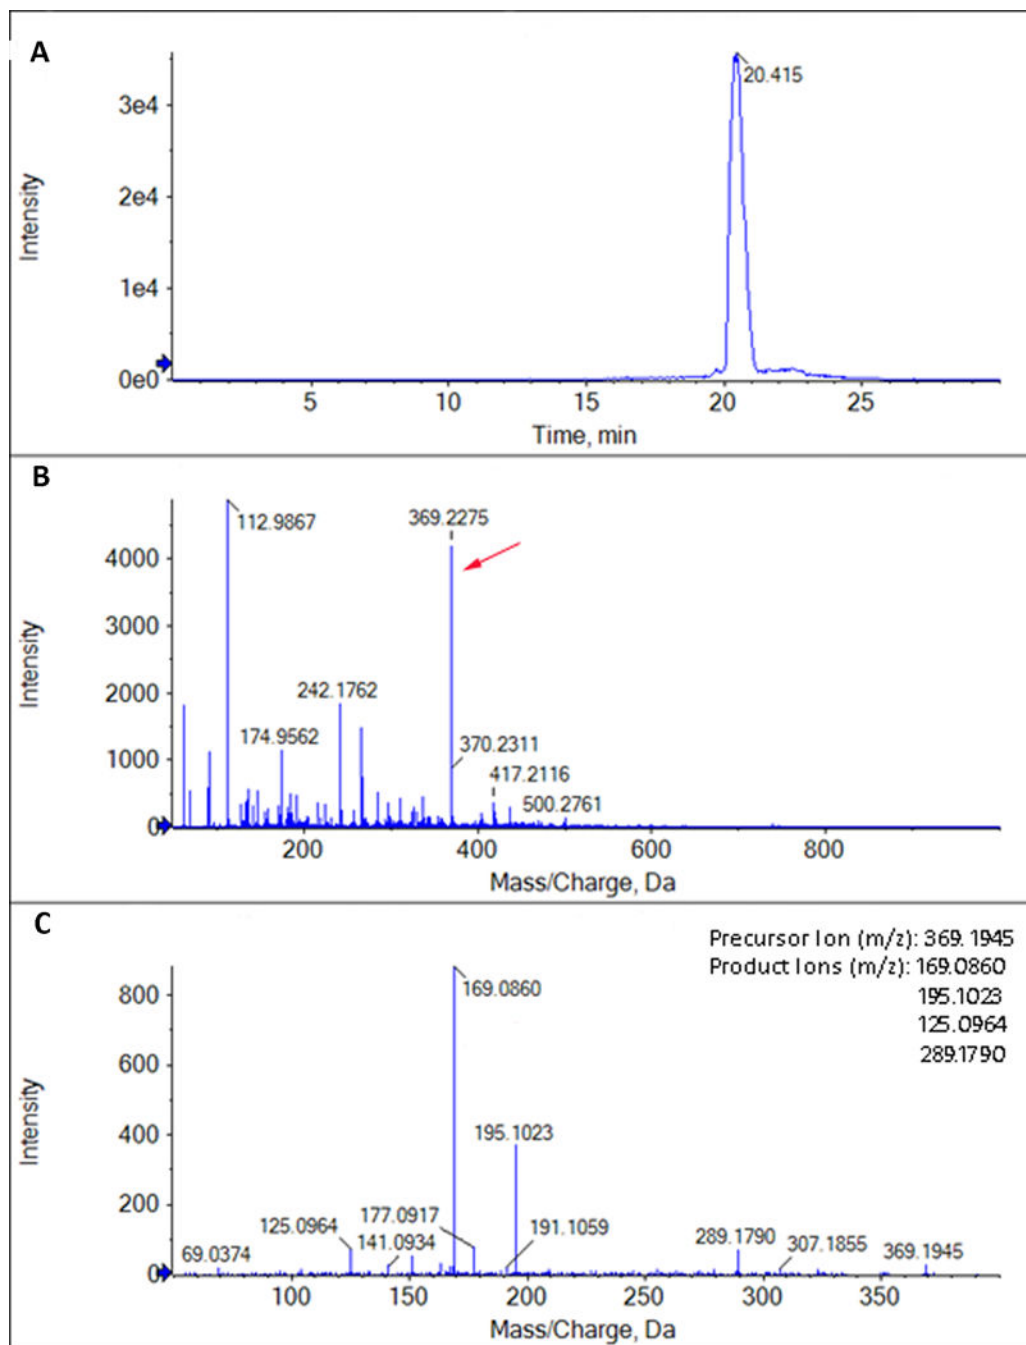 A
20.415
3e4
2e4
1e4
0e0
Intensity
5 10 15 20 25
Time, min
B
112.9867
369.2275
4000
3000
2000
1000
0
242.1762
174.9562
370.2311
417.2116
500.2761
Intensity
200 400 600 800
Mass/Charge, Da
C
Precursor Ion (m/z): 369.1945
Product Ions (m/z): 169.0860
195.1023
125.0964
289.1790
800
600
400
200
0
169.0860
195.1023
125.0964
177.0917
141.0934
191.1059
69.0374
289.1790
307.1855
369.1945
Intensity
100 150 200 250 300 350
Mass/Charge, Da